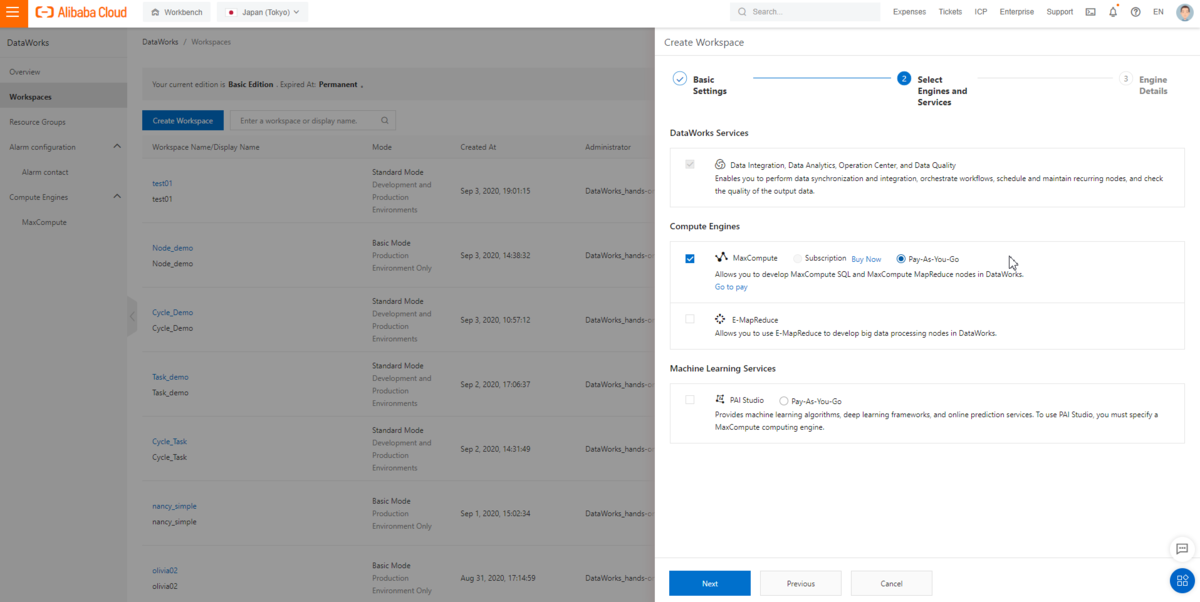 Alibaba Cloud
Workbench
Japan (Tokyo)
Search...
Expenses
Tickets
ICP
Enterprise
Support
EN
DataWorks
Overview
Workspaces
Resource Groups
Alarm configuration
Alarm contact
Compute Engines
MaxCompute
DataWorks / Workspaces
Your current edition is Basic Edition . Expired At: Permanent .
Create Workspace
Enter a workspace or display name.
Workspace Name/Display Name
Mode
Created At
Administrator
test01
test01
Standard Mode
Development and
Production
Environments
Sep 3, 2020, 19:01:15
DataWorks_hands-o
Node_demo
Node_demo
Basic Mode
Production
Environment Only
Sep 3, 2020, 14:38:32
DataWorks_hands-o
Cycle_Demo
Cycle_Demo
Standard Mode
Development and
Production
Environments
Sep 3, 2020, 10:57:12
DataWorks_hands-o
Task_demo
Task_demo
Standard Mode
Development and
Production
Environments
Sep 2, 2020, 17:06:37
DataWorks_hands-o
Cycle_Task
Cycle_Task
Standard Mode
Development and
Production
Environments
Sep 2, 2020, 14:31:49
DataWorks_hands-o
nancy_simple
nancy_simple
Basic Mode
Production
Environment Only
Sep 1, 2020, 15:02:34
DataWorks_hands-o
olivia02
olivia02
Basic Mode
Production
Environment Only
Aug 31, 2020, 17:14:59
DataWorks_hands-o
Create Workspace
Basic
Settings
2
Select
Engines and
Services
3
Engine
Details
DataWorks Services
Data Integration, Data Analytics, Operation Center, and Data Quality
Enables you to perform data synchronization and integration, orchestrate workflows, schedule and maintain recurring nodes, and check
the quality of the output data.
Compute Engines
MaxCompute Subscription Buy Now Pay-As-You-Go
Allows you to develop MaxCompute SQL and MaxCompute MapReduce nodes in DataWorks.
Go to pay
E-MapReduce
Allows you to use E-MapReduce to develop big data processing nodes in DataWorks.
Machine Learning Services
PAI Studio Pay-As-You-Go
Provides machine learning algorithms, deep learning frameworks, and online prediction services. To use PAI Studio, you must specify a
MaxCompute computing engine.
Next
Previous
Cancel